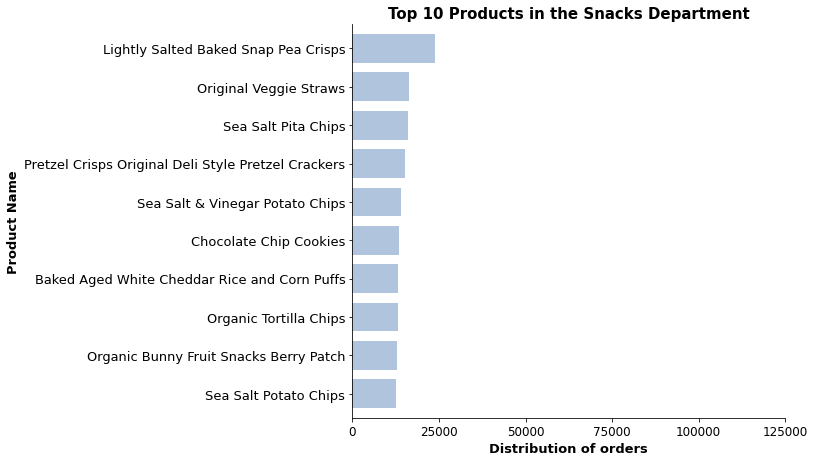 Top 10 Products in the Snacks Department
Product Name
Lightly Salted Baked Snap Pea Crisps
Original Veggie Straws
Sea Salt Pita Chips
Pretzel Crisps Original Deli Style Pretzel Crackers
Sea Salt & Vinegar Potato Chips
Chocolate Chip Cookies
Baked Aged White Cheddar Rice and Corn Puffs
Organic Tortilla Chips
Organic Bunny Fruit Snacks Berry Patch
Sea Salt Potato Chips
0 25000 50000 75000 100000 125000
Distribution of orders